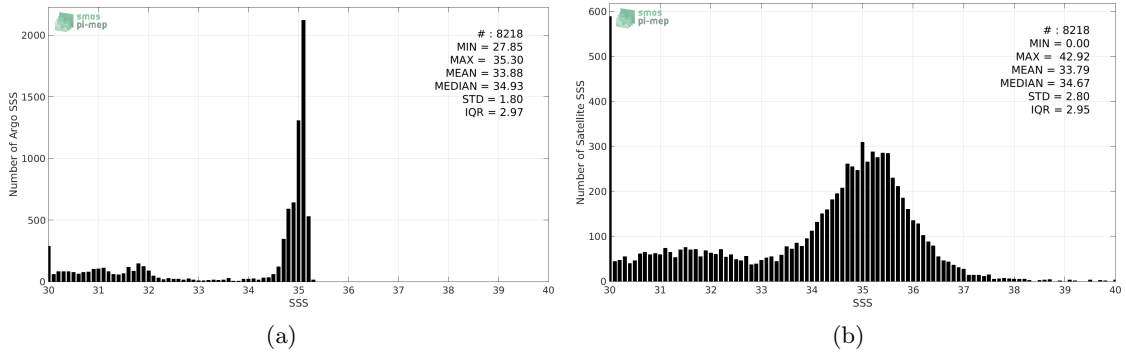 smos
pi-mep
# : 8218
MIN = 27.85
MAX = 35.30
MEAN = 33.88
MEDIAN = 34.93
STD = 1.80
IQR = 2.97
Number of Argo SSS
2000
1500
1000
500
0
30 31 32 33 34 35 36 37 38 39 40
SSS
(a)
smos
pi-mep
# : 8218
MIN = 0.00
MAX = 42.92
MEAN = 33.79
MEDIAN = 34.67
STD = 2.80
IQR = 2.95
Number of Satellite SSS
600
500
400
300
200
100
0
30 31 32 33 34 35 36 37 38 39 40
SSS
(b)